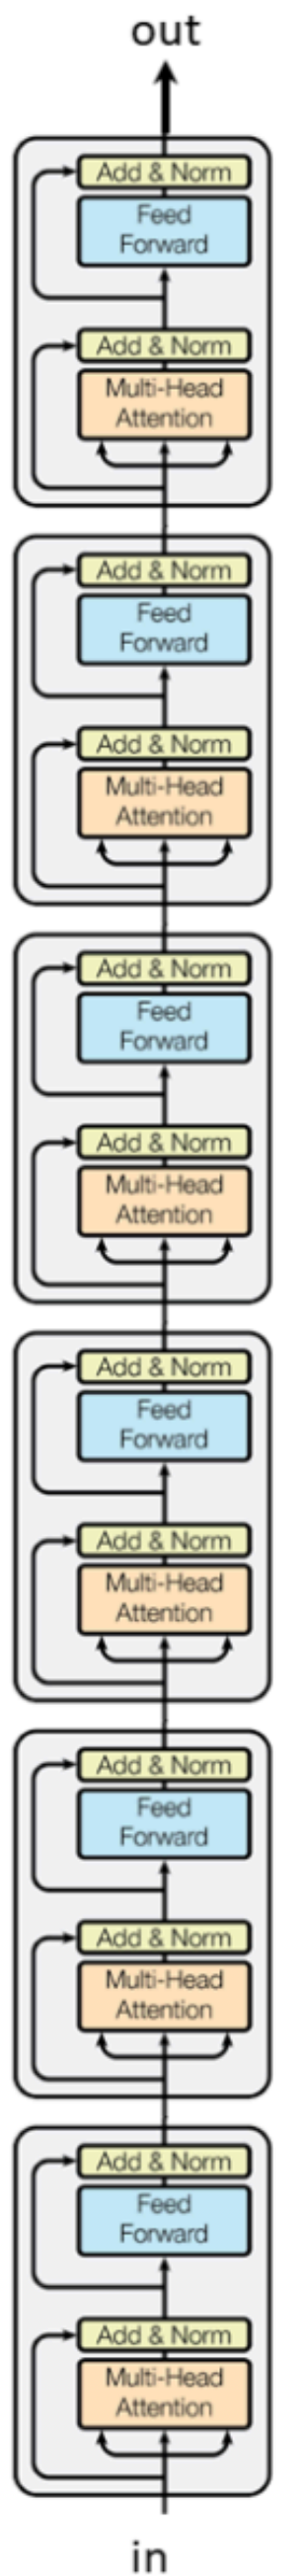 out
Add & Norm
Feed
Forward
Add & Norm
Multi-Head
Attention
Add & Norm
Feed
Forward
Add & Norm
Multi-Head
Attention
Add & Norm
Feed
Forward
Add & Norm
Multi-Head
Attention
Add & Norm
Feed
Forward
Add & Norm
Multi-Head
Attention
Add & Norm
Feed
Forward
Add & Norm
Multi-Head
Attention
Add & Norm
Feed
Forward
Add & Norm
Multi-Head
Attention
in